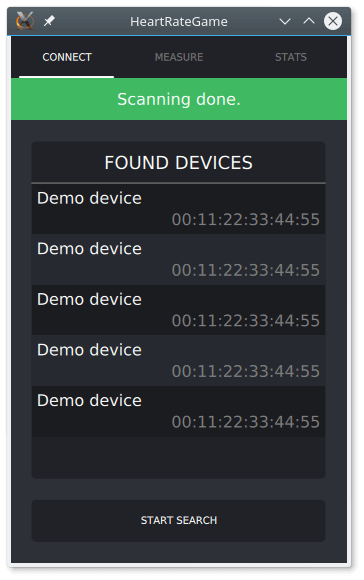 HeartRateGame
CONNECT MEASURE STATS
Scanning done.
FOUND DEVICES
Demo device
00:11:22:33:44:55
Demo device
00:11:22:33:44:55
Demo device
00:11:22:33:44:55
Demo device
00:11:22:33:44:55
Demo device
00:11:22:33:44:55
START SEARCH